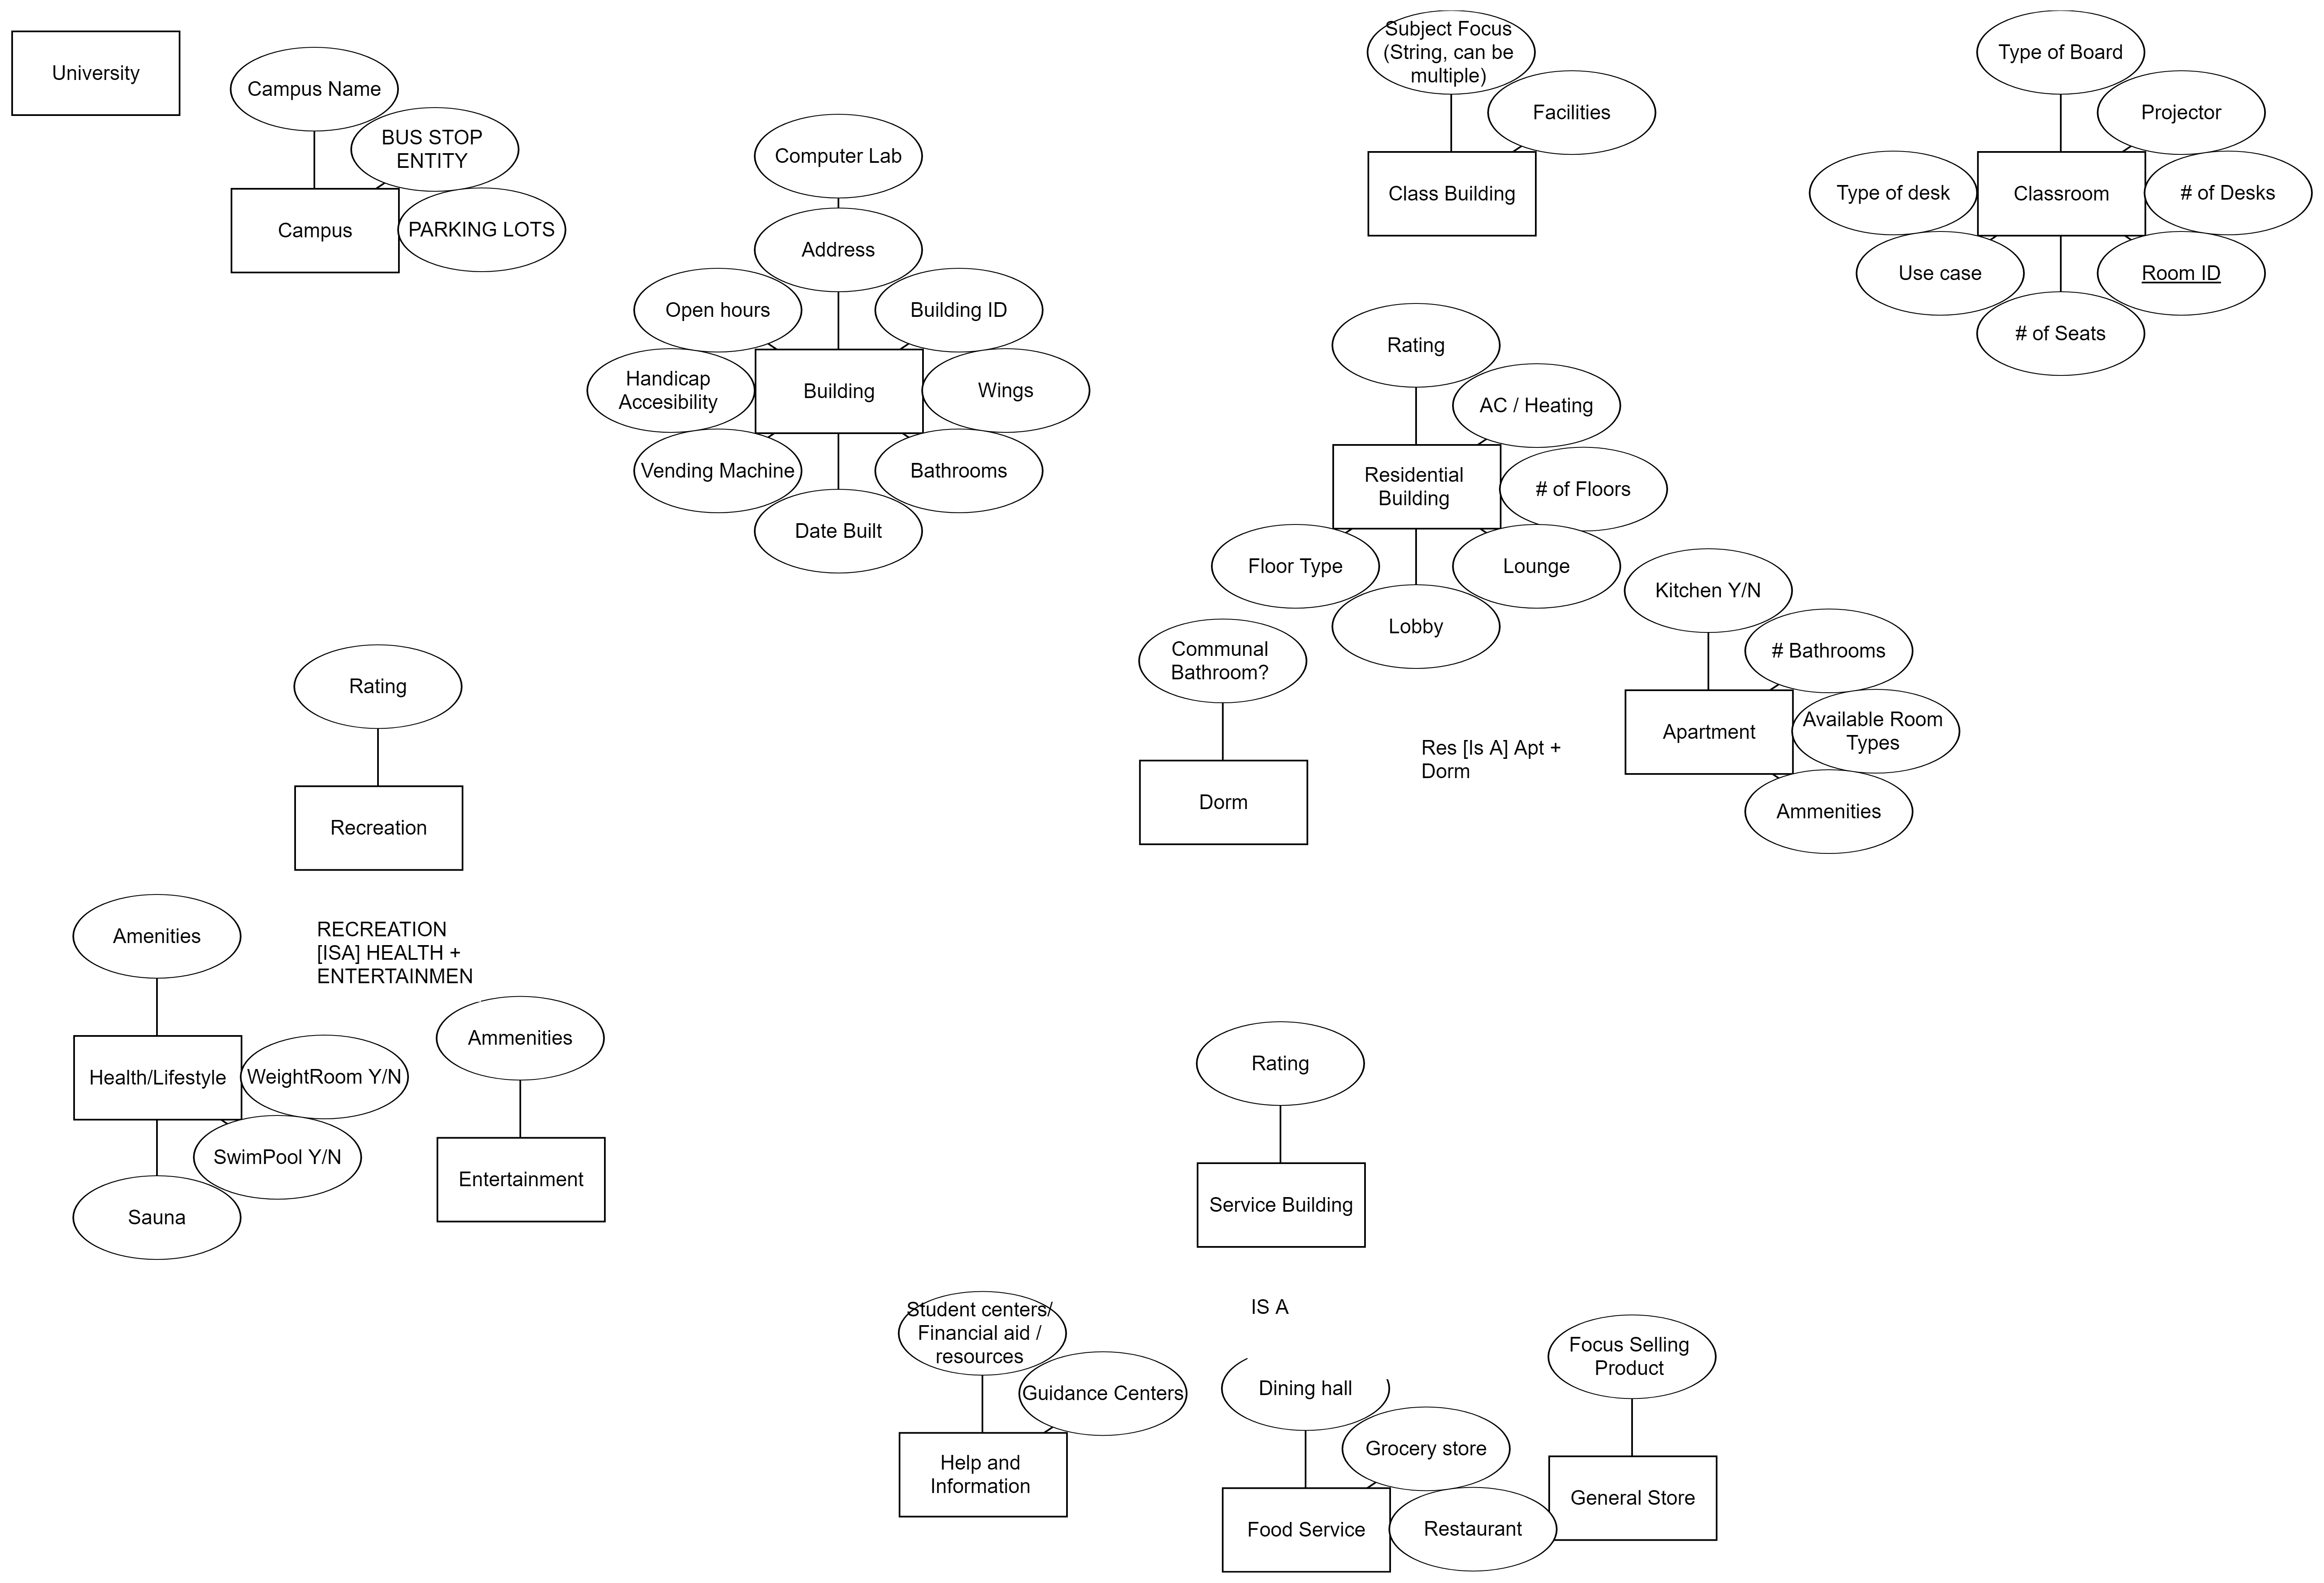 University
Campus Name
BUS STOP
ENTITY
Campus
PARKING LOTS
Computer Lab
Address
Open hours
Building ID
Handicap
Accesibility
Building
Wings
Vending Machine
Bathrooms
Date Built
Subject Focus
(String, can be
multiple)
Facilities
Class Building
Type of Board
Projector
Type of desk
Classroom
# of Desks
Use case
Room ID
# of Seats
Rating
AC / Heating
Residential
Building
# of Floors
Floor Type
Lounge
Lobby
Communal
Bathroom?
Dorm
Res [Is A] Apt +
Dorm
Kitchen Y/N
# Bathrooms
Apartment
Available Room
Types
Ammenities
Rating
Recreation
RECREATION
[ISA] HEALTH +
ENTERTAINMEN
Amenities
Health/Lifestyle
WeightRoom Y/N
SwimPool Y/N
Sauna
Ammenities
Entertainment
Rating
Service Building
IS A
Student centers/
Financial aid /
resources
Guidance Centers
Help and
Information
Dining hall
Grocery store
Food Service
Restaurant
Focus Selling
Product
General Store